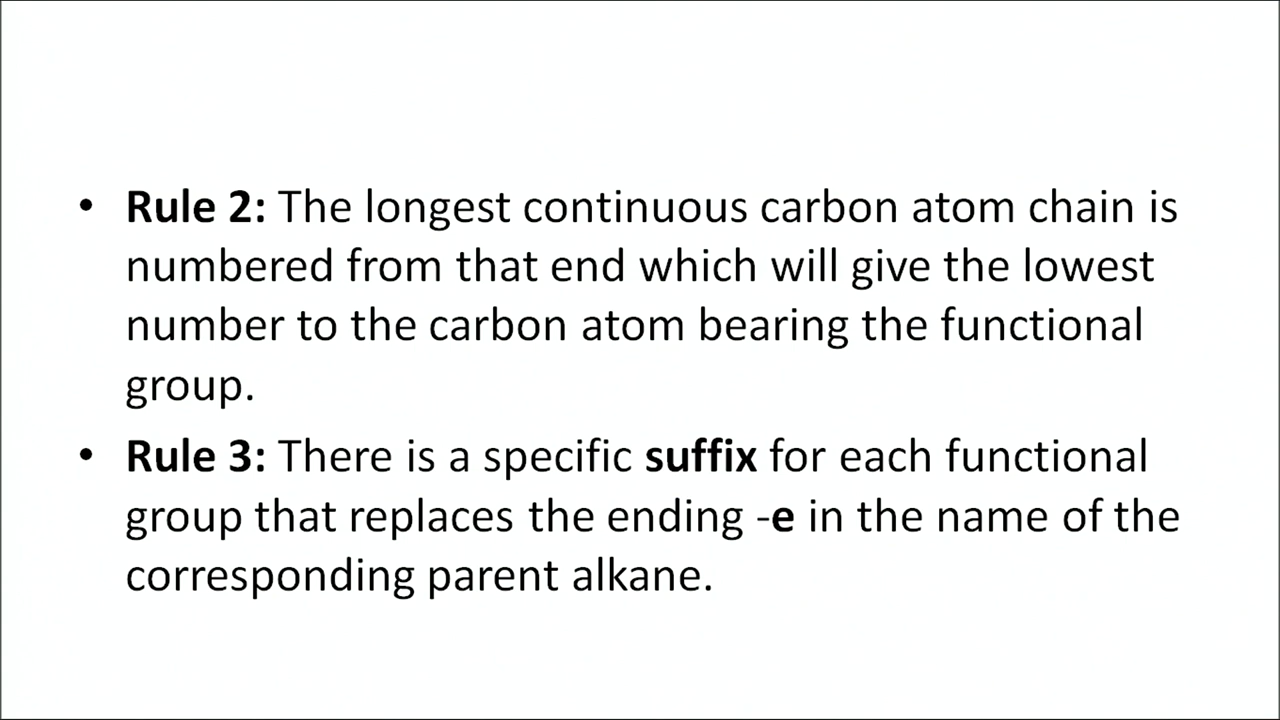 • Rule 2: The longest continuous carbon atom chain is
numbered from that end which will give the lowest
number to the carbon atom bearing the functional
group.
• Rule 3: There is a specific suffix for each functional
group that replaces the ending -e in the name of the
corresponding parent alkane.